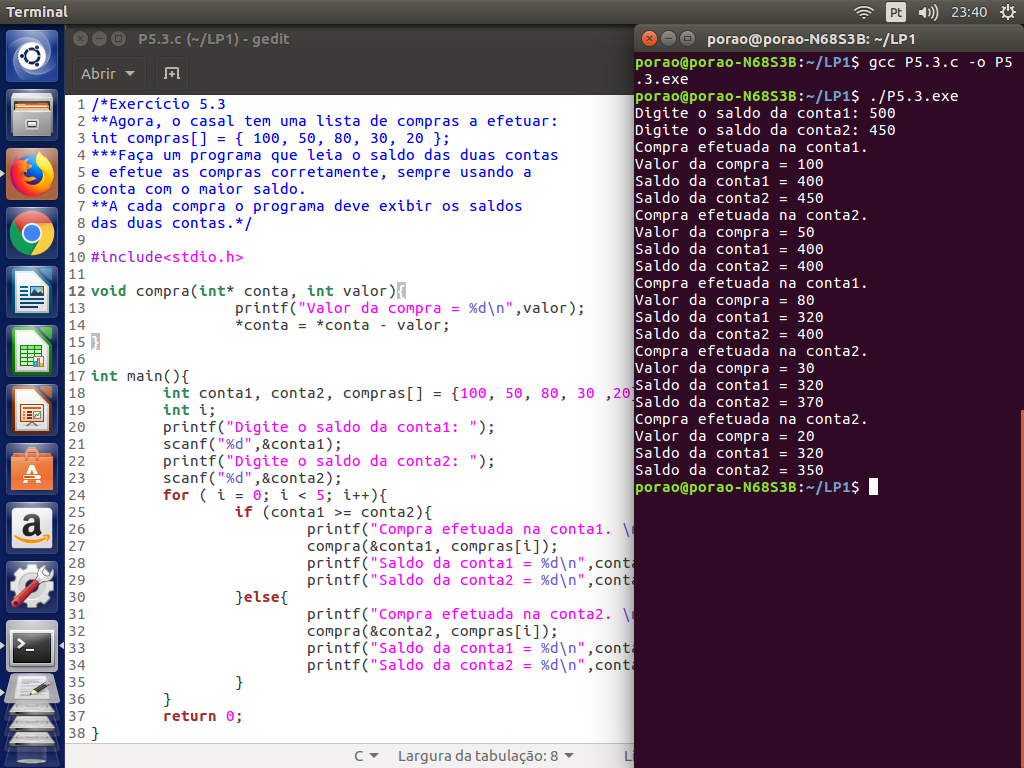 Terminal
Pt
23:40
P5.3.c (~/LP1) - gedit
Abrir
1 /*Exercício 5.3
2 **Agora, o casal tem uma lista de compras a efetuar:
3 int compras[] = { 100, 50, 80, 30, 20 };
4 ***Faça um programa que leia o saldo das duas contas
5 e efetue as compras corretamente, sempre usando a
6 conta com o maior saldo.
7 **A cada compra o programa deve exibir os saldos
8 das duas contas.*/
9
10 #include<stdio.h>
11
12 void compra(int* conta, int valor){
13 printf("Valor da compra = %d\n",valor);
14 *conta = *conta - valor;
15 }
16
17 int main(){
18 int conta1, conta2, compras[] = {100, 50, 80, 30 ,20
19 int i;
20 printf("Digite o saldo da conta1: ");
21 scanf("%d",&conta1);
22 printf("Digite o saldo da conta2: ");
23 scanf("%d",&conta2);
24 for ( i = 0; i < 5; i++){
25 if (conta1 >= conta2){
26 printf("Compra efetuada na conta1. \
27 compra(&conta1, compras[i]);
28 printf("Saldo da conta1 = %d\n",conta
29 printf("Saldo da conta2 = %d\n",conta
30 }else{
31 printf("Compra efetuada na conta2. \
32 compra(&conta2, compras[i]);
33 printf("Saldo da conta1 = %d\n",conta
34 printf("Saldo da conta2 = %d\n",conta
35 }
36 }
37 return 0;
38 }
C
Largura da tabulação: 8
Li
porao@porao-N68S3B: ~/LP1
porao@porao-N68S3B:~/LP1$ gcc P5.3.c -o P5
.3.exe
porao@porao-N68S3B:~/LP1$ ./P5.3.exe
Digite o saldo da conta1: 500
Digite o saldo da conta2: 450
Compra efetuada na conta1.
Valor da compra = 100
Saldo da conta1 = 400
Saldo da conta2 = 450
Compra efetuada na conta2.
Valor da compra = 50
Saldo da conta1 = 400
Saldo da conta2 = 400
Compra efetuada na conta1.
Valor da compra = 80
Saldo da conta1 = 320
Saldo da conta2 = 400
Compra efetuada na conta2.
Valor da compra = 30
Saldo da conta1 = 320
Saldo da conta2 = 370
Compra efetuada na conta2.
Valor da compra = 20
Saldo da conta1 = 320
Saldo da conta2 = 350
porao@porao-N68S3B:~/LP1$